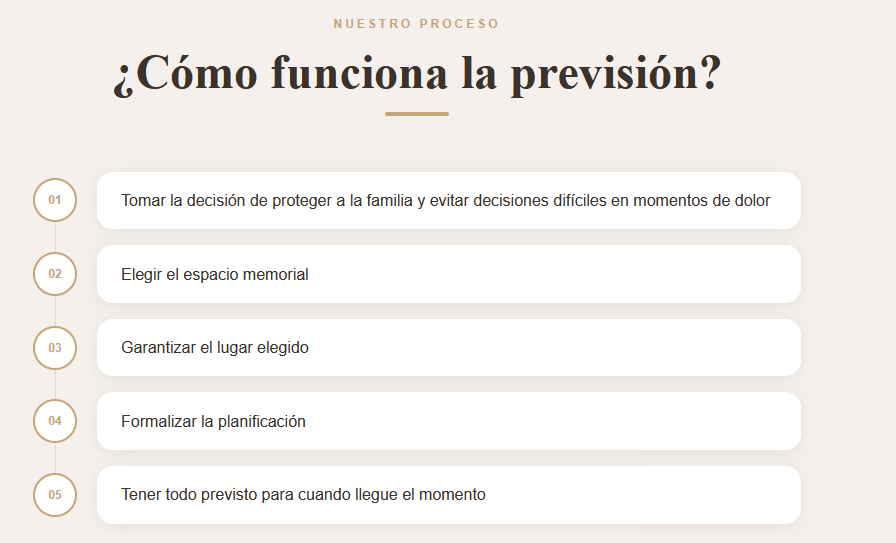 NUESTRO PROCESO
¿Cómo funciona la previsión?
01
Tomar la decisión de proteger a la familia y evitar decisiones difíciles en momentos de dolor
02
Elegir el espacio memorial
03
Garantizar el lugar elegido
04
Formalizar la planificación
05
Tener todo previsto para cuando llegue el momento